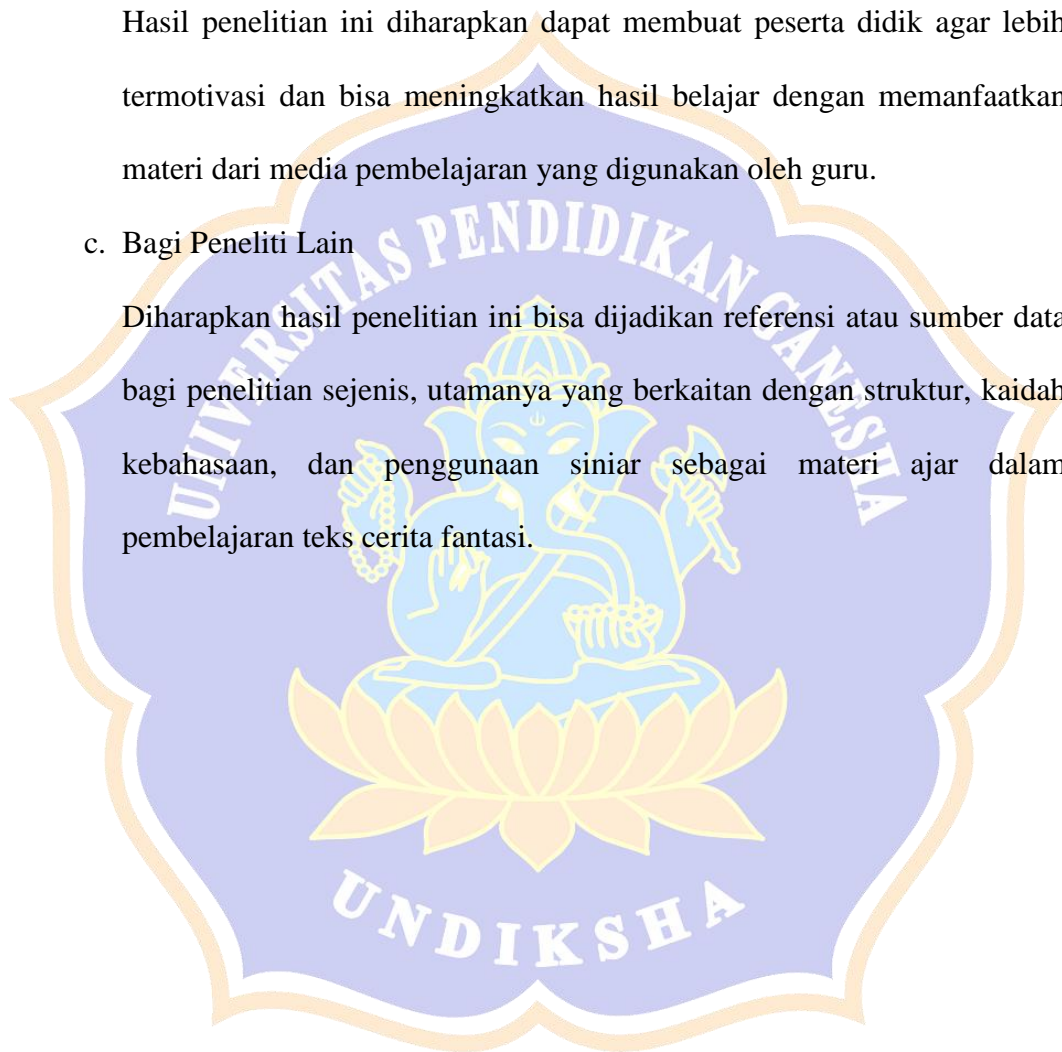 Hasil penelitian ini diharapkan dapat membuat peserta didik agar lebih
termotivasi dan bisa meningkatkan hasil belajar dengan memanfaatkan
materi dari media pembelajaran yang digunakan oleh guru.
c. Bagi Peneliti Lain
Diharapkan hasil penelitian ini bisa dijadikan referensi atau sumber data
bagi penelitian sejenis, utamanya yang berkaitan dengan struktur, kaidah
kebahasaan, dan penggunaan siniar sebagai materi ajar dalam
pembelajaran teks cerita fantasi.
UNIVERSITAS PENDIDIKAN GANESHA
UNDIKSHA